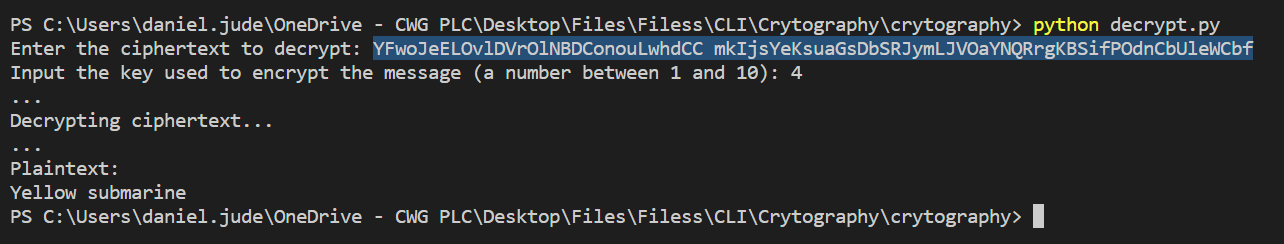 PS C:\Users\daniel.jude\OneDrive - CWG PLC\Desktop\Files\Filess\CLI\Crytography\crytography> python decrypt.py
Enter the ciphertext to decrypt: YFwoJeELOvlDVrOlNBDConouLwhdCC mkIjsYeKsuaGsDbSRJymLJVOaYNQRrgKBSifPOdnCbUleWCbf
Input the key used to encrypt the message (a number between 1 and 10): 4
...
Decrypting ciphertext...
...
Plaintext:
Yellow submarine
PS C:\Users\daniel.jude\OneDrive - CWG PLC\Desktop\Files\Filess\CLI\Crytography\crytography>